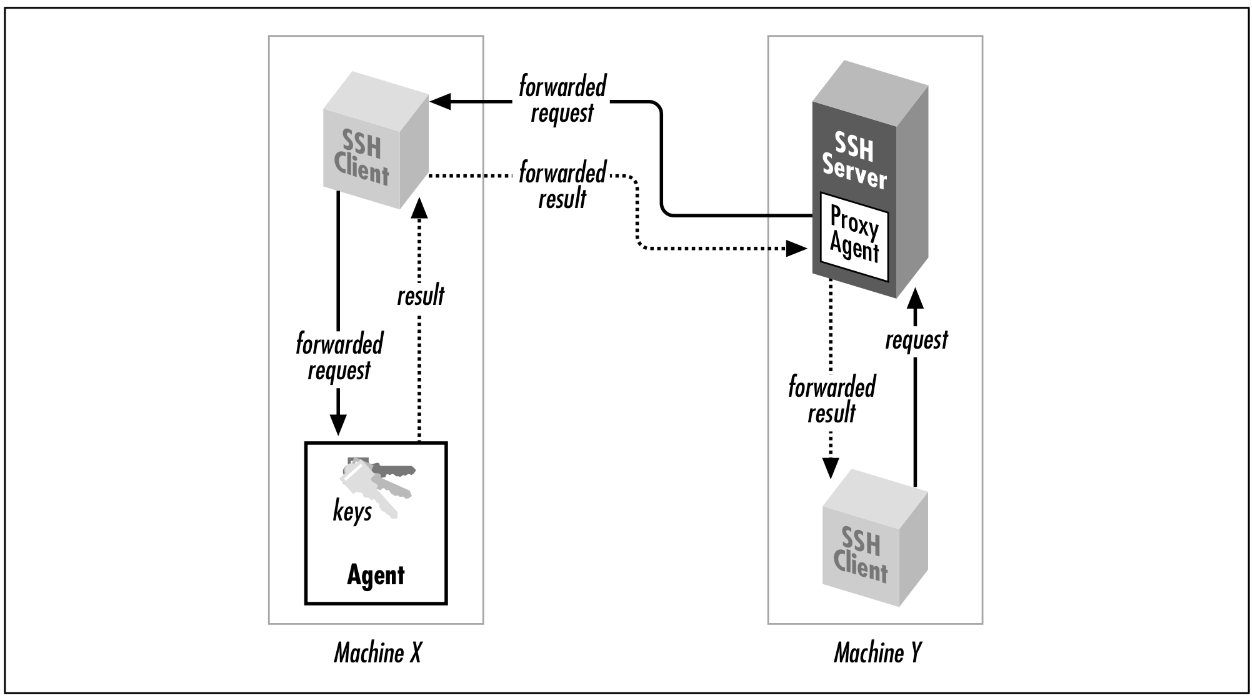 forwarded
request
SSH
Client
forwarded
result
SSH
Server
Proxy
Agent
result
forwarded
request
request
forwarded
result
keys
Agent
SSH
Client
Machine X
Machine Y